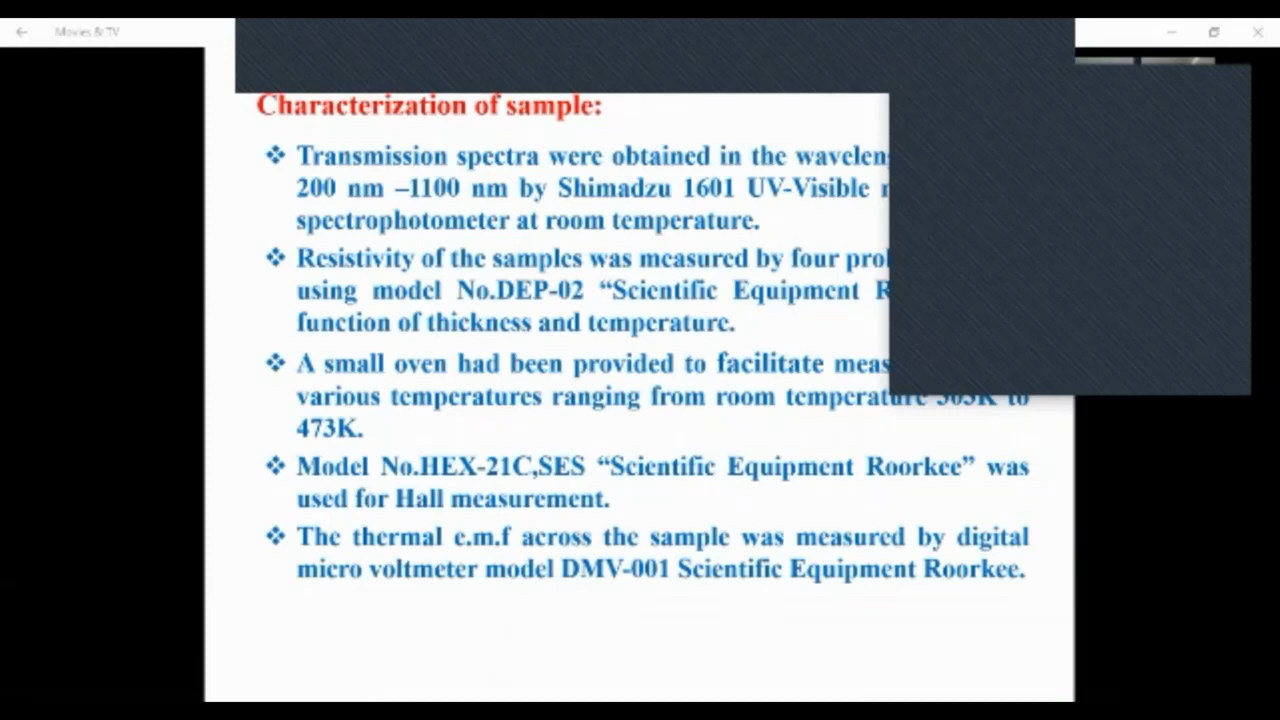 Movies & TV
Characterization of sample:
❖ Transmission spectra were obtained in the
200 nm –1100 nm by Shimadzu 1601 UV-Visible
spectrophotometer at room temperature.
❖ Resistivity of the samples was measured by four
using model No.DEP-02 “Scientific Equipment
function of thickness and temperature.
❖ A small oven had been provided to facilitate
various temperatures ranging from room temperature 303K to
473K.
❖ Model No.HEX-21C,SES “Scientific Equipment Roorkee” was
used for Hall measurement.
❖ The thermal e.m.f across the sample was measured by digital
micro voltmeter model DMV-001 Scientific Equipment Roorkee.